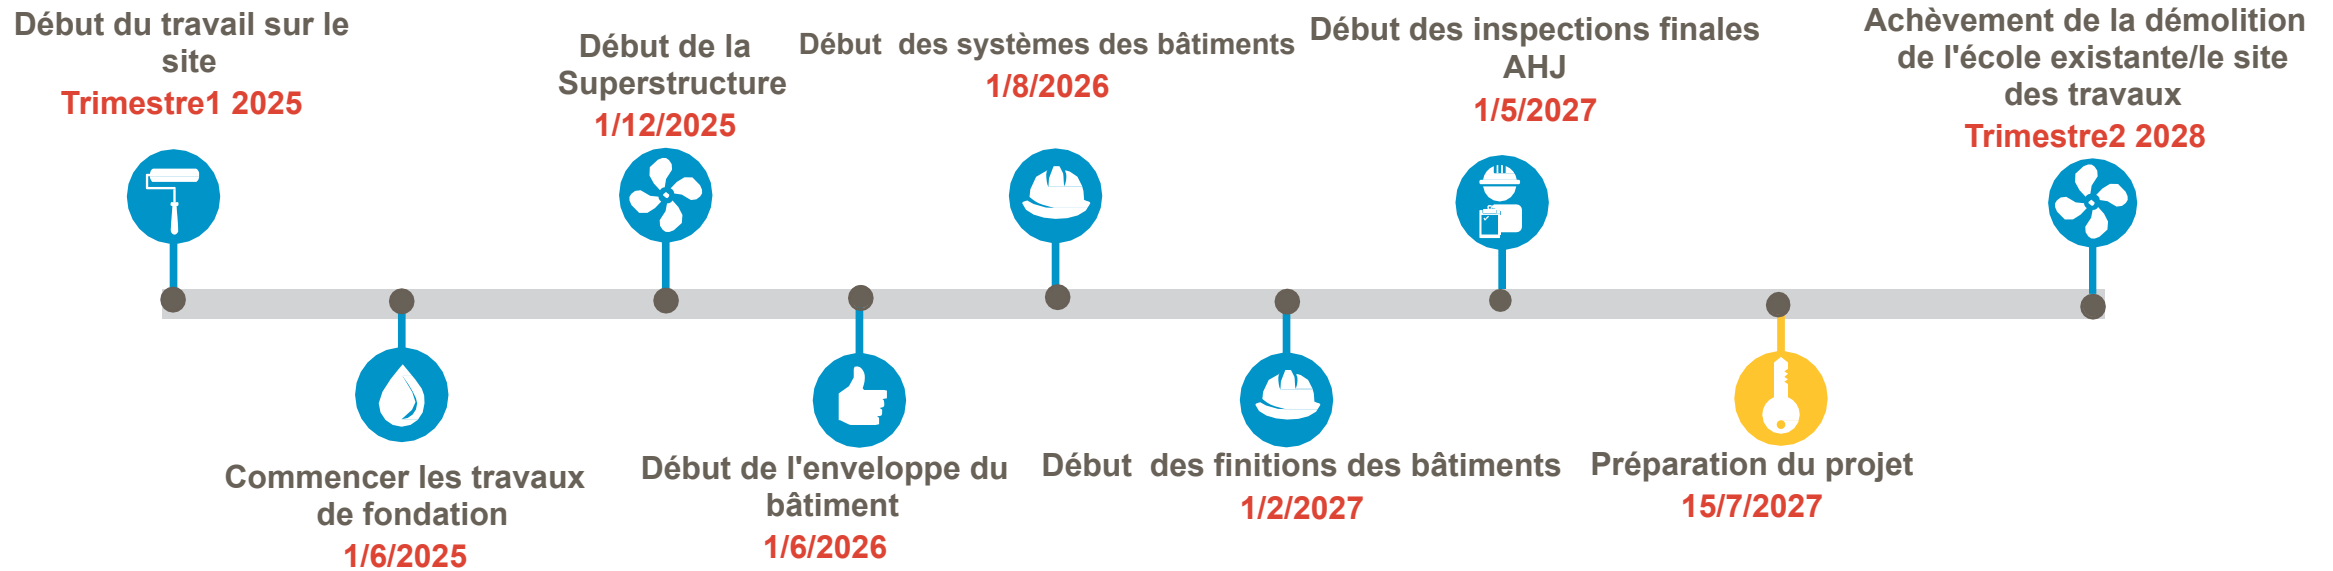 Début du travail sur le
site
Trimestre1 2025
Commencer les travaux
de fondation
1/6/2025
Début de la
Superstructure
1/12/2025
Début de l'enveloppe du
bâtiment
1/6/2026
Début  des systèmes des bâtiments
1/8/2026
Début  des finitions des bâtiments
1/2/2027
Début des inspections finales
AHJ
1/5/2027
Préparation du projet
15/7/2027
Achèvement de la démolition
de l'école existante/le site
des travaux
Trimestre2 2028